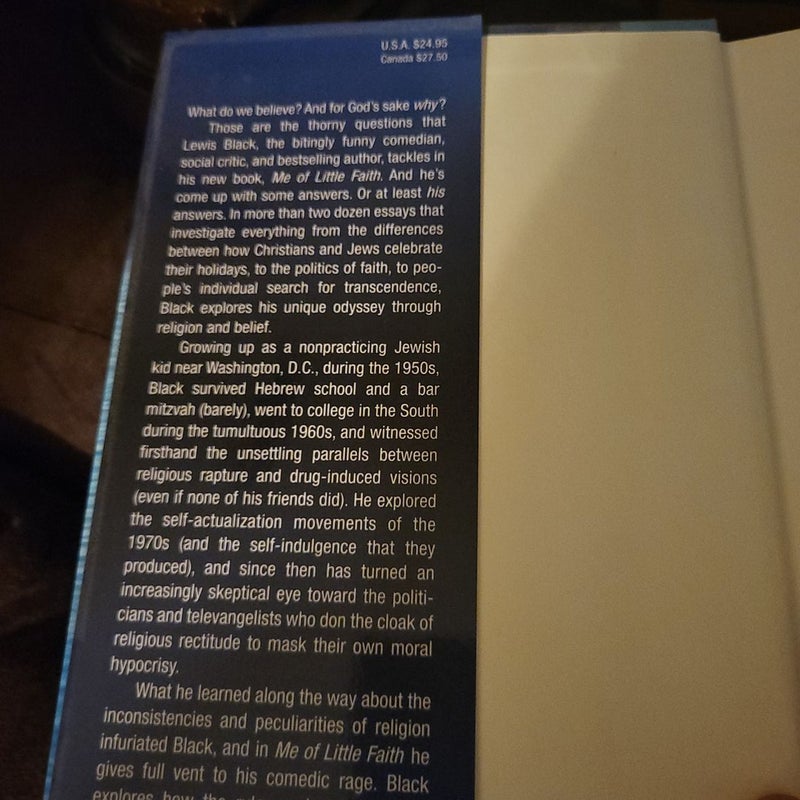 U.S.A. $24.95
Canada $27.50
What do we believe? And for God's sake why?
Those are the thorny questions that
Lewis Black, the bitingly funny comedian,
social critic, and bestselling author, tackles in
his new book, Me of Little Faith. And he's
come up with some answers. Or at least his
answers. In more than two dozen essays that
investigate everything from the differences
between how Christians and Jews celebrate
their holidays, to the politics of faith, to peo-
ple's individual search for transcendence,
Black explores his unique odyssey through
religion and belief.
Growing up as a nonpracticing Jewish
kid near Washington, D.C., during the 1950s,
Black survived Hebrew school and a bar
mitzvah (barely), went to college in the South
during the tumultuous 1960s, and witnessed
firsthand the unsettling parallels between
religious rapture and drug-induced visions
(even if none of his friends did). He explored
the self-actualization movements of the
1970s (and the self-indulgence that they
produced), and since then has turned an
increasingly skeptical eye toward the politi-
cians and televangelists who don the cloak of
religious rectitude to mask their own moral
hypocrisy.
What he learned along the way about the
inconsistencies and peculiarities of religion
infuriated Black, and in Me of Little Faith he
gives full vent to his comedic rage. Black
explores how the